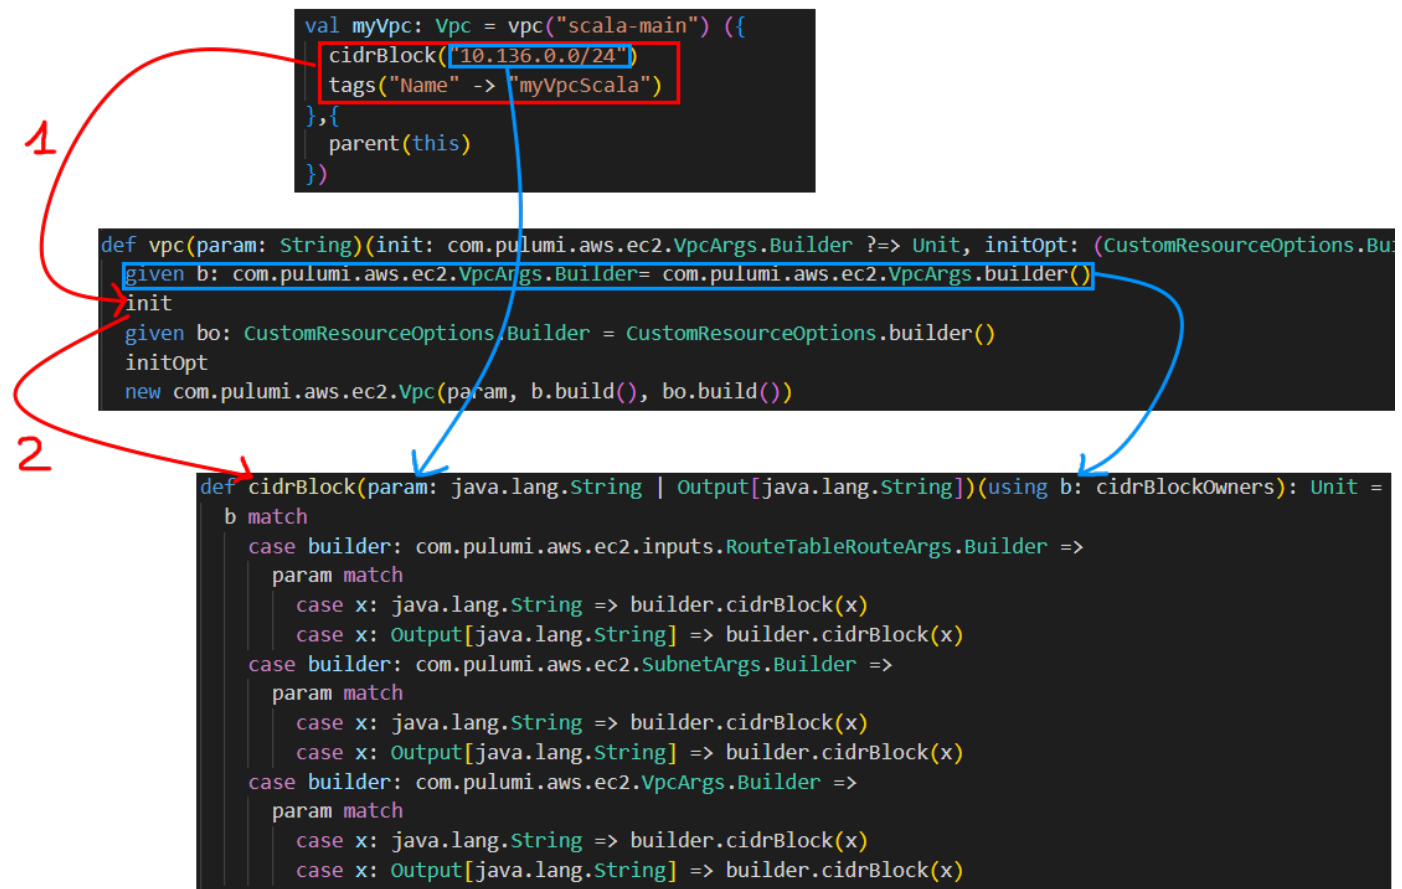 val myVpc: Vpc = vpc("scala-main") ({
cidrBlock("10.136.0.0/24")
tags("Name" -> "myVpcScala")
},{
parent(this)
})
1
def vpc(param: String)(init: com.pulumi.aws.ec2.VpcArgs.Builder ?=> Unit, initOpt: (CustomResourceOptions.Bui
given b: com.pulumi.aws.ec2.VpcArgs.Builder= com.pulumi.aws.ec2.VpcArgs.builder()
init
given bo: CustomResourceOptions.Builder = CustomResourceOptions.builder()
initOpt
new com.pulumi.aws.ec2.Vpc(param, b.build(), bo.build())
2
def cidrBlock(param: java.lang.String | Output[java.lang.String])(using b: cidrBlockOwners): Unit =
b match
case builder: com.pulumi.aws.ec2.inputs.RouteTableRouteArgs.Builder =>
param match
case x: java.lang.String => builder.cidrBlock(x)
case x: Output[java.lang.String] => builder.cidrBlock(x)
case builder: com.pulumi.aws.ec2.SubnetArgs.Builder =>
param match
case x: java.lang.String => builder.cidrBlock(x)
case x: Output[java.lang.String] => builder.cidrBlock(x)
case builder: com.pulumi.aws.ec2.VpcArgs.Builder =>
param match
case x: java.lang.String => builder.cidrBlock(x)
case x: Output[java.lang.String] => builder.cidrBlock(x)